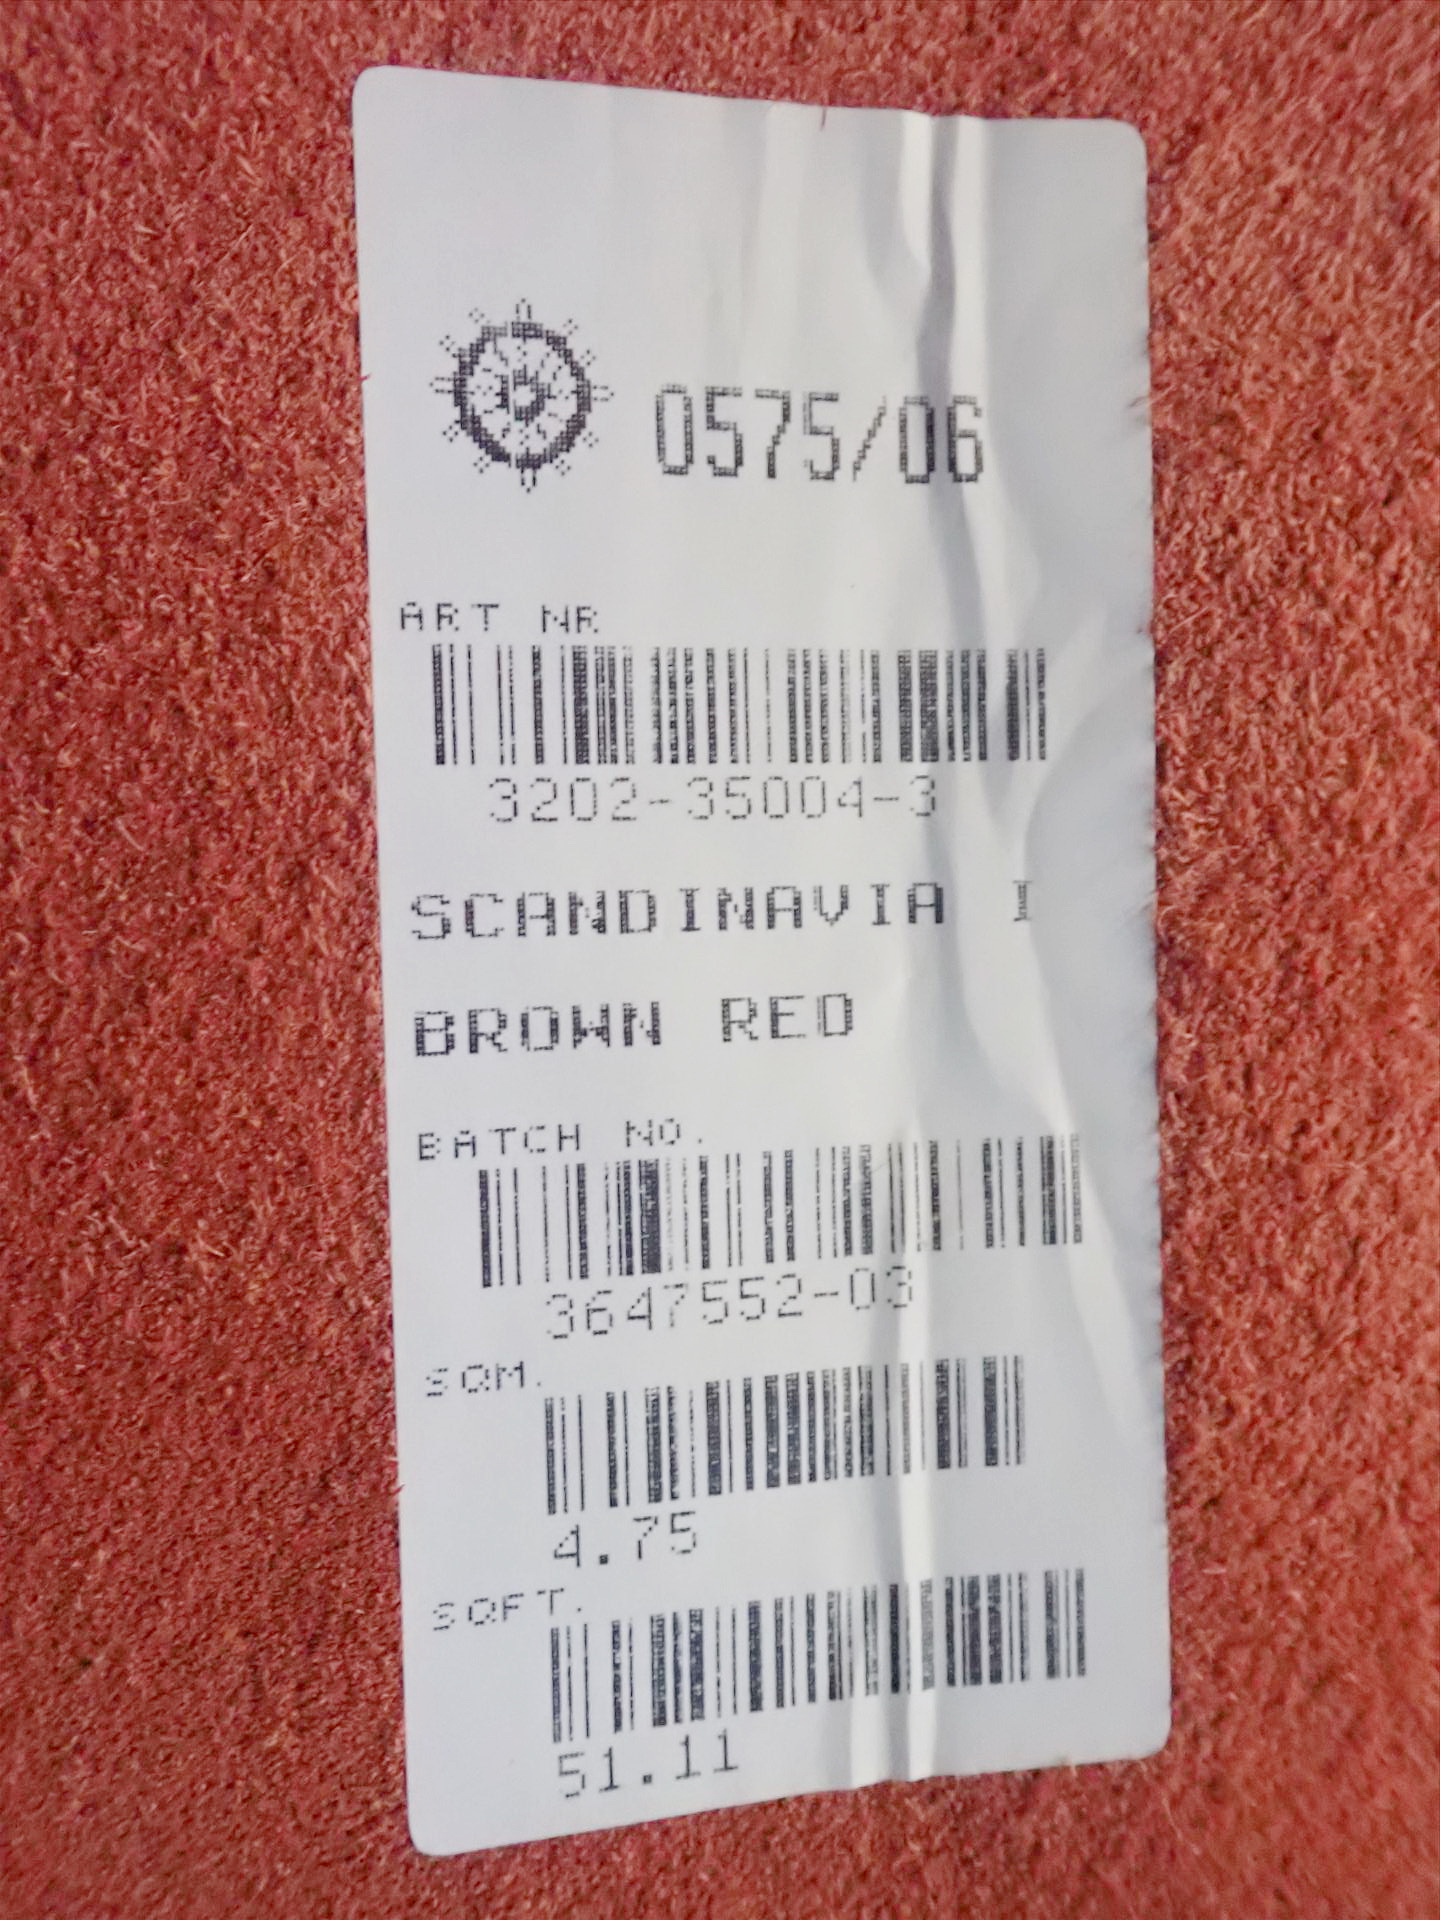 0575/06
ART NR
3202-35004-3
SCANDINAVIA I
BROWN RED
BATCH NO.
3647552-03
SQM.
4.75
SQFT.
51.11